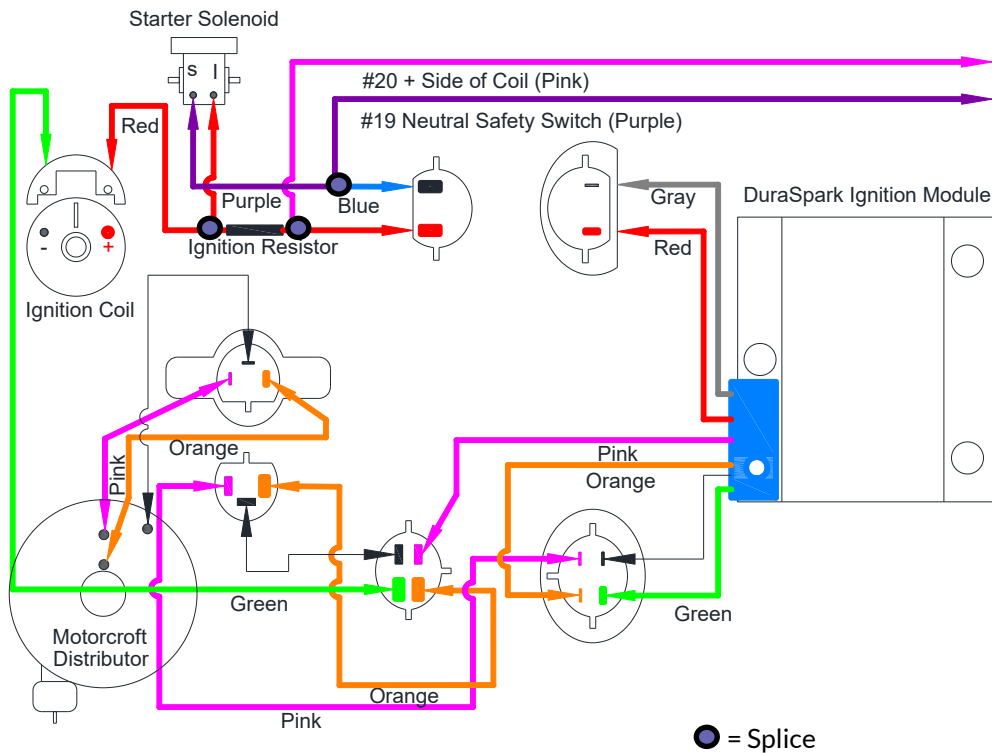 Starter Solenoid
S I
#20 + Side of Coil (Pink)
Red
#19 Neutral Safety Switch (Purple)
Purple
Blue
Gray
DuraSpark Ignition Module
- +
Ignition Resistor
Red
Ignition Coil
Orange
Pink
Pink
Orange
Green
Green
Motorcroft
Distributor
Orange
Pink
= Splice